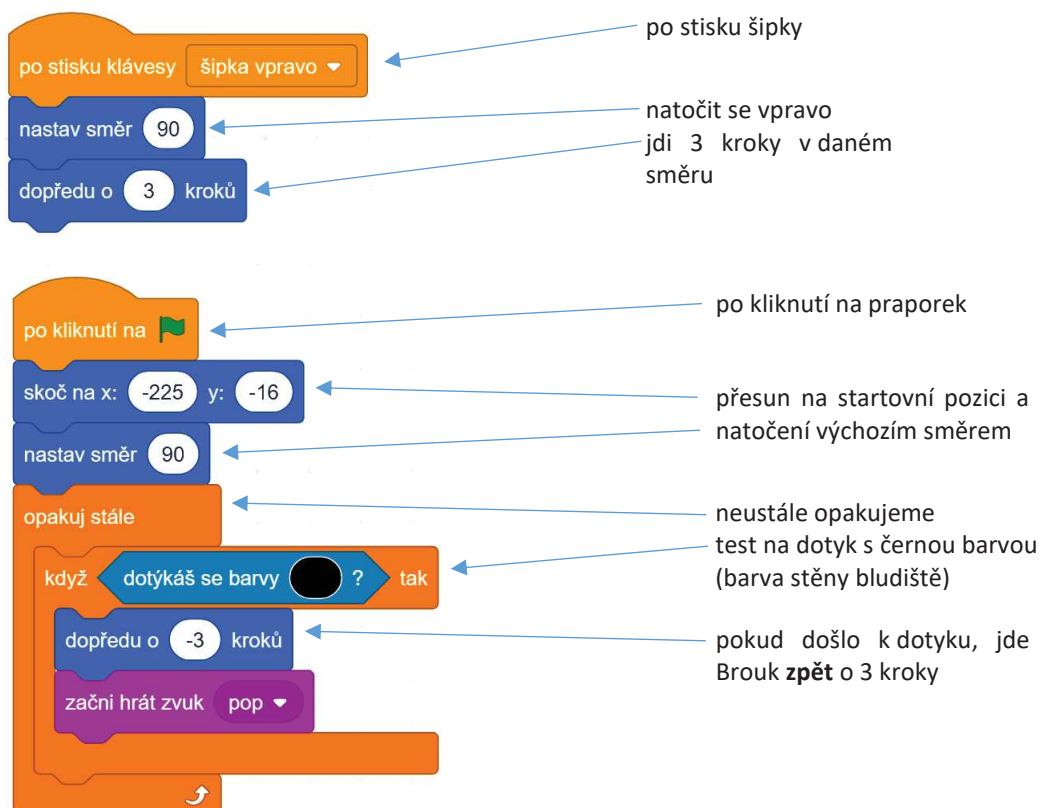 po stisku šipky
po stisku klávesy šipka vpravo
natočit se vpravo
nastav směr 90
jdi 3 kroky v daném
směru
dopředu o 3 kroků
po kliknutí na praporek
po kliknutí na
skoč na x: -225 y: -16
přesun na startovní pozici a
natočení výchozím směrem
nastav směr 90
neustále opakujeme
opakuj stále
test na dotyk s černou barvou
(barva stěny bludiště)
když dotýkáš se barvy ? tak
pokud došlo k dotyku, jde
Brouk zpět o 3 kroky
dopředu o -3 kroků
začni hrát zvuk pop